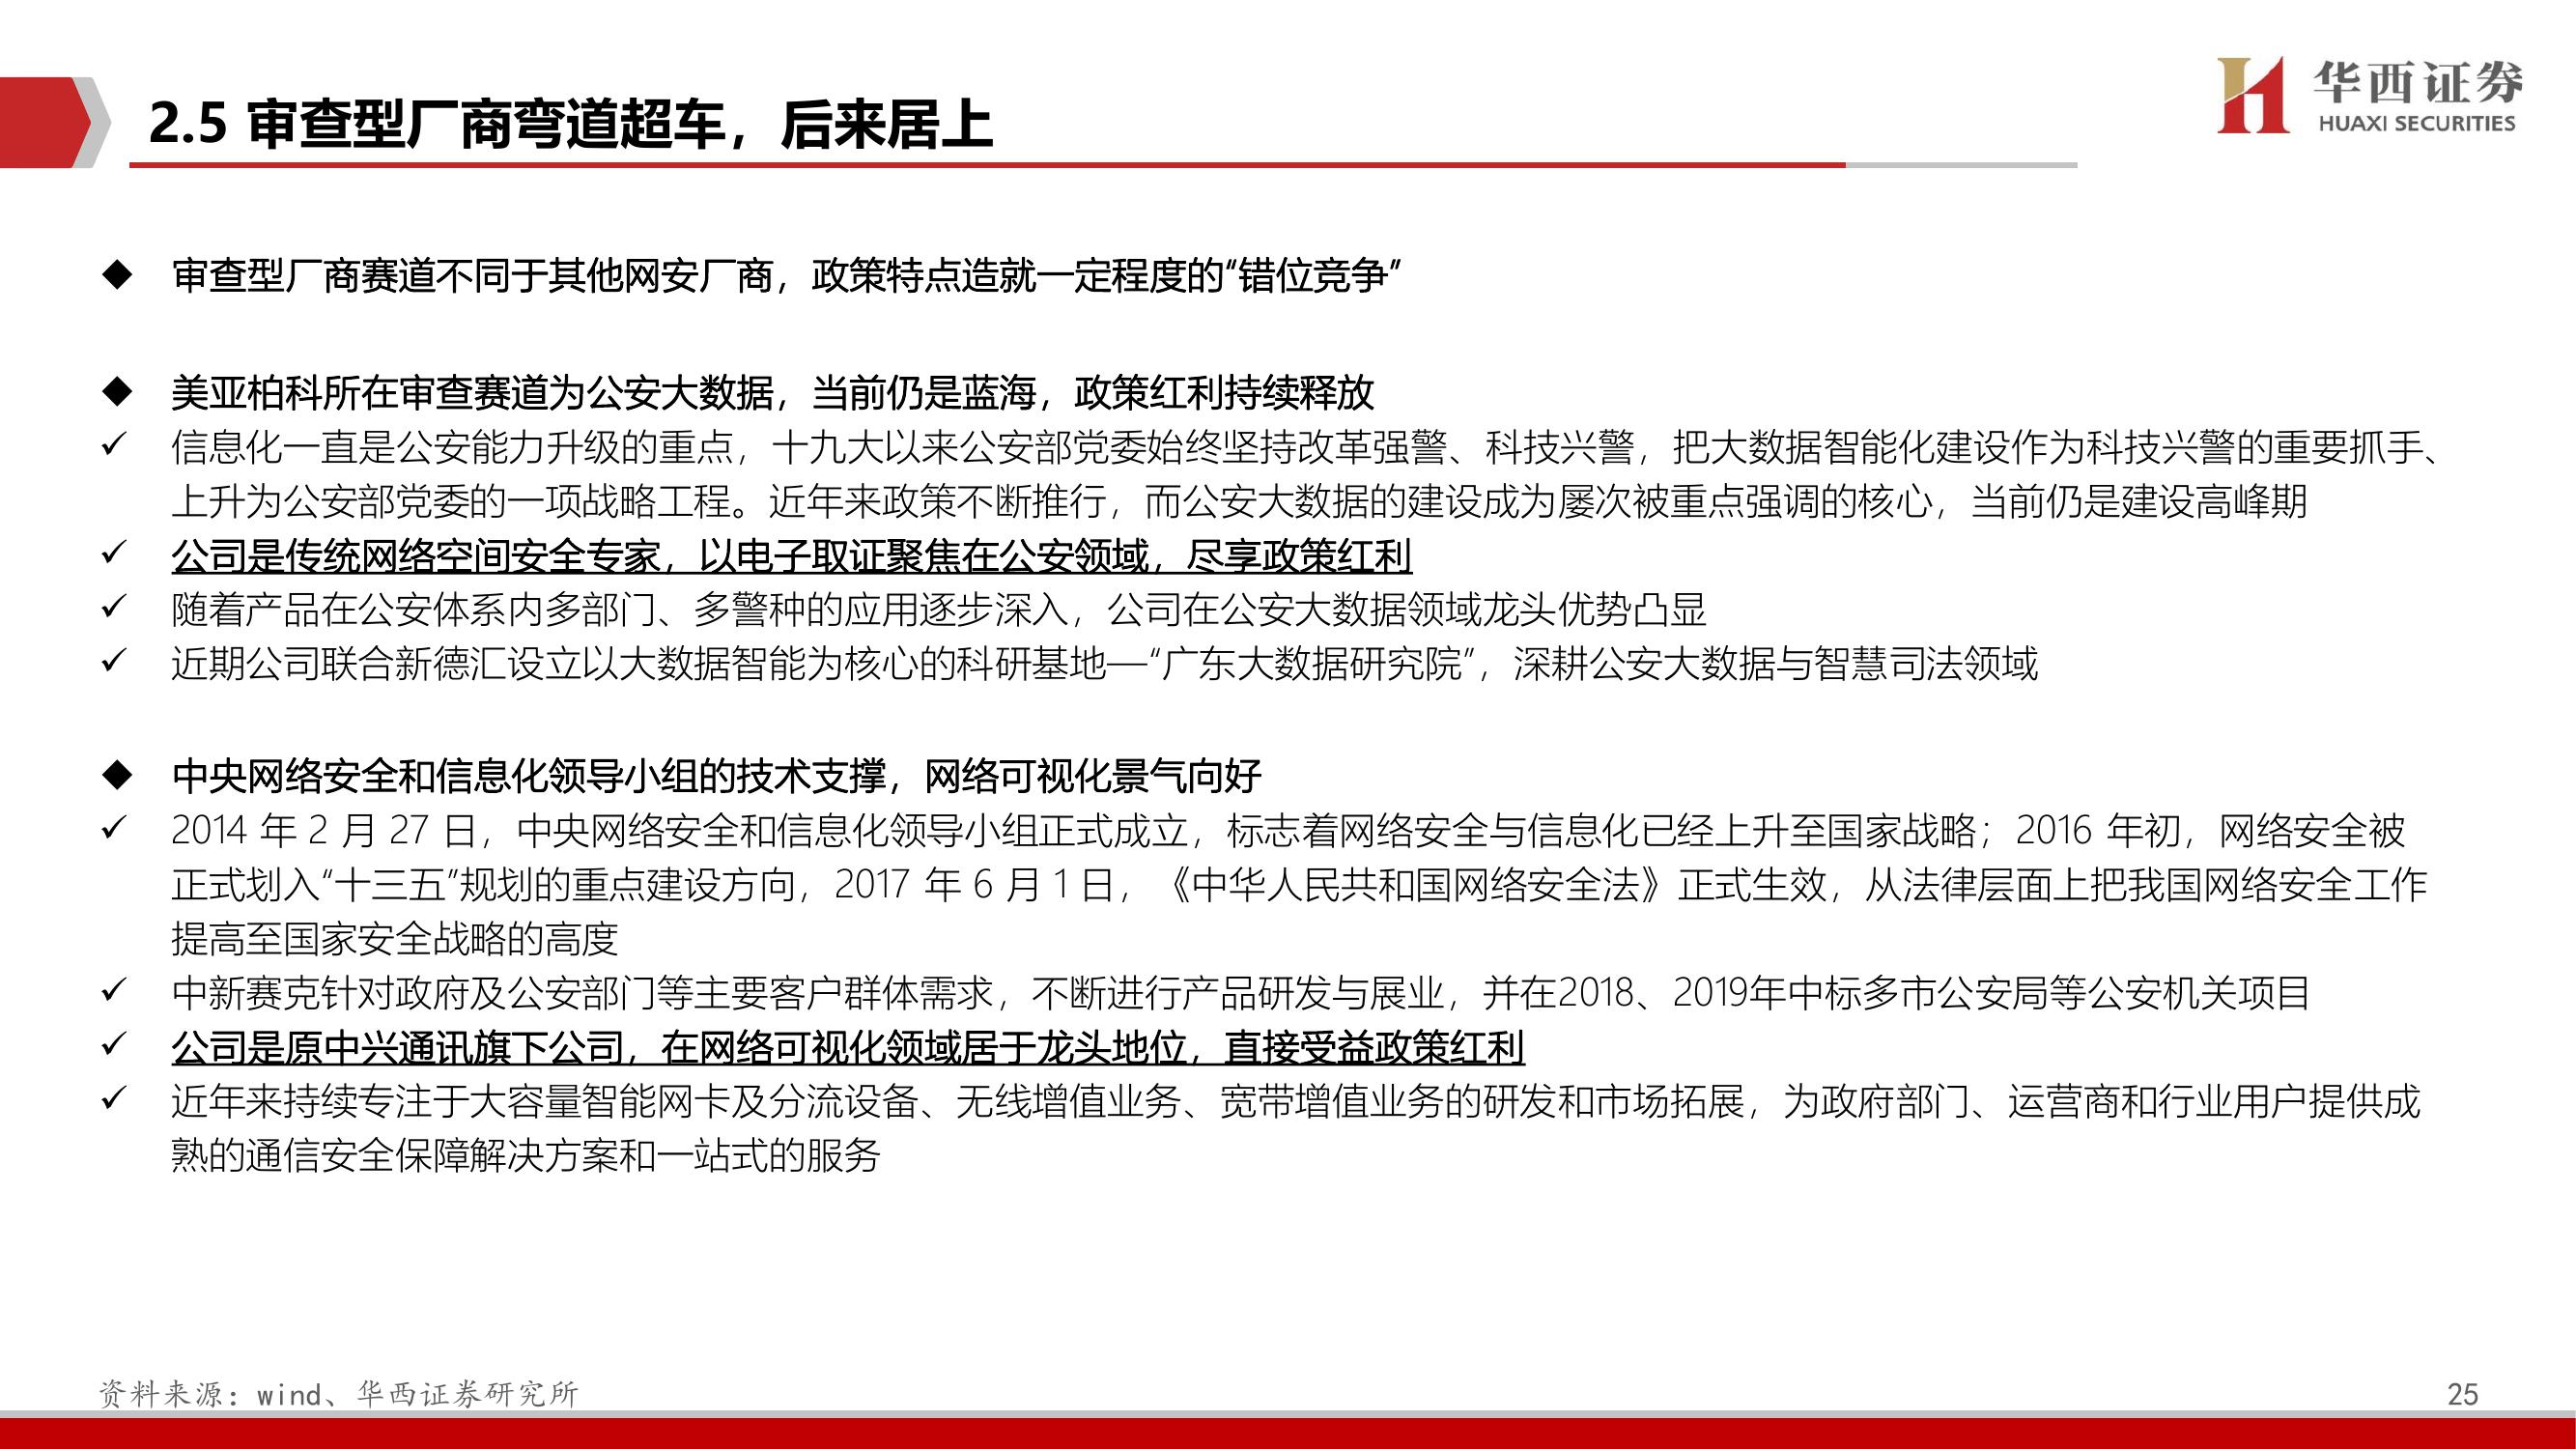 华西证券
HUAXI SECURITIES
2.5 审查型厂商弯道超车，后来居上
◆ 审查型厂商赛道不同于其他网安厂商，政策特点造就一定程度的“错位竞争”
◆ 美亚柏科所在审查赛道为公安大数据，当前仍是蓝海，政策红利持续释放
✓ 信息化一直是公安能力升级的重点，十九大以来公安部党委始终坚持改革强警、科技兴警，把大数据智能化建设作为科技兴警的重要抓手、
上升为公安部党委的一项战略工程。近年来政策不断推行，而公安大数据的建设成为屡次被重点强调的核心，当前仍是建设高峰期
✓ 公司是传统网络空间安全专家，以电子取证聚焦在公安领域，尽享政策红利
✓ 随着产品在公安体系内多部门、多警种的应用逐步深入，公司在公安大数据领域龙头优势凸显
✓ 近期公司联合新德汇设立以大数据智能为核心的科研基地—“广东大数据研究院”，深耕公安大数据与智慧司法领域
◆ 中央网络安全和信息化领导小组的技术支撑，网络可视化景气向好
✓ 2014 年 2 月 27 日，中央网络安全和信息化领导小组正式成立，标志着网络安全与信息化已经上升至国家战略；2016 年初，网络安全被
正式划入“十三五”规划的重点建设方向，2017 年 6 月 1 日，《中华人民共和国网络安全法》正式生效，从法律层面上把我国网络安全工作
提高至国家安全战略的高度
✓ 中新赛克针对政府及公安部门等主要客户群体需求，不断进行产品研发与展业，并在2018、2019年中标多市公安局等公安机关项目
✓ 公司是原中兴通讯旗下公司，在网络可视化领域居于龙头地位，直接受益政策红利
✓ 近年来持续专注于大容量智能网卡及分流设备、无线增值业务、宽带增值业务的研发和市场拓展，为政府部门、运营商和行业用户提供成
熟的通信安全保障解决方案和一站式的服务
资料来源：wind、华西证券研究所
25